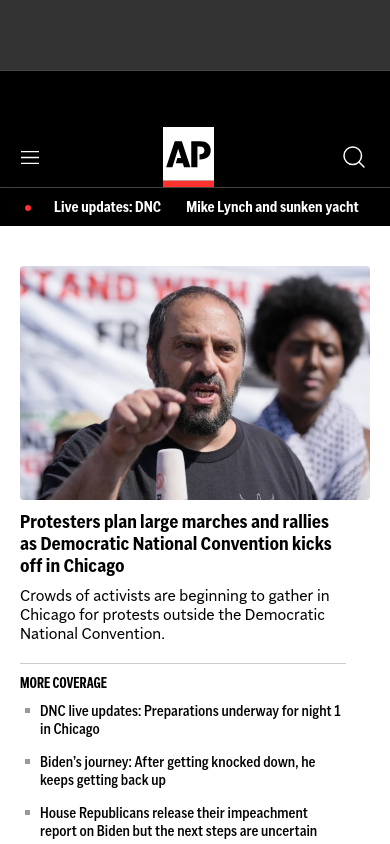 AP
Live updates: DNC
Mike Lynch and sunken yacht
STAND WITH
Protesters plan large marches and rallies
as Democratic National Convention kicks
off in Chicago
Crowds of activists are beginning to gather in
Chicago for protests outside the Democratic
National Convention.
MORE COVERAGE
DNC live updates: Preparations underway for night 1
in Chicago
Biden's journey: After getting knocked down, he
keeps getting back up
House Republicans release their impeachment
report on Biden but the next steps are uncertain